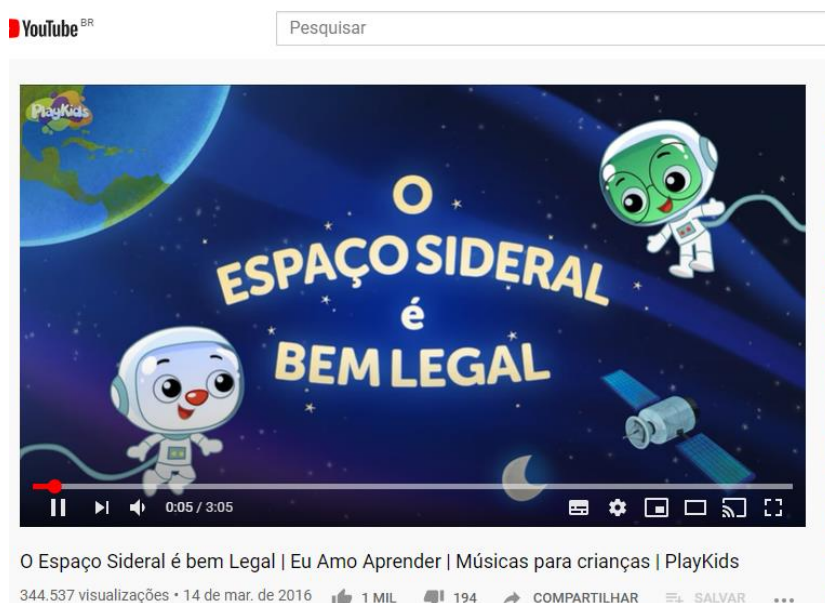 YouTube BR
Pesquisar
PlayKids
O
ESPAÇO SIDERAL
é
BEM LEGAL
0:05 / 3:05
O Espaço Sideral é bem Legal | Eu Amo Aprender | Músicas para crianças | PlayKids
344.537 visualizações • 14 de mar. de 2016 1 MIL 194 COMPARTILHAR SALVAR